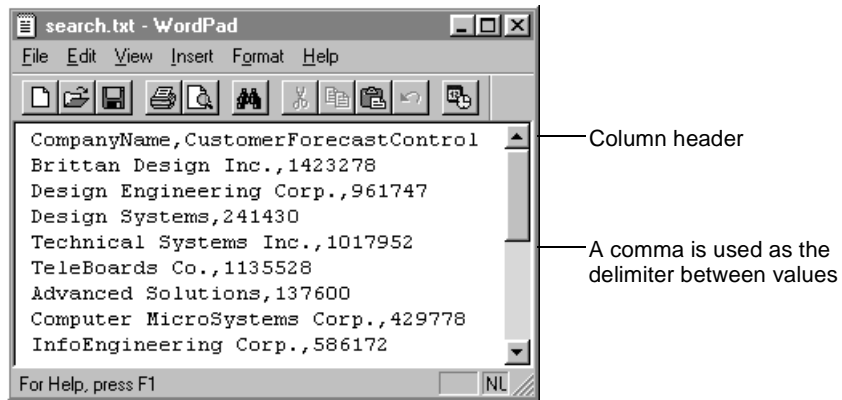 search.txt - WordPad
File Edit View Insert Format Help
CompanyName,CustomerForecastControl
Brittan Design Inc.,1423278
Design Engineering Corp.,961747
Design Systems,241430
Technical Systems Inc.,1017952
TeleBoards Co.,1135528
Advanced Solutions,137600
Computer MicroSystems Corp.,429778
InfoEngineering Corp.,586172
For Help, press F1
NU
Column header
A comma is used as the
delimiter between values